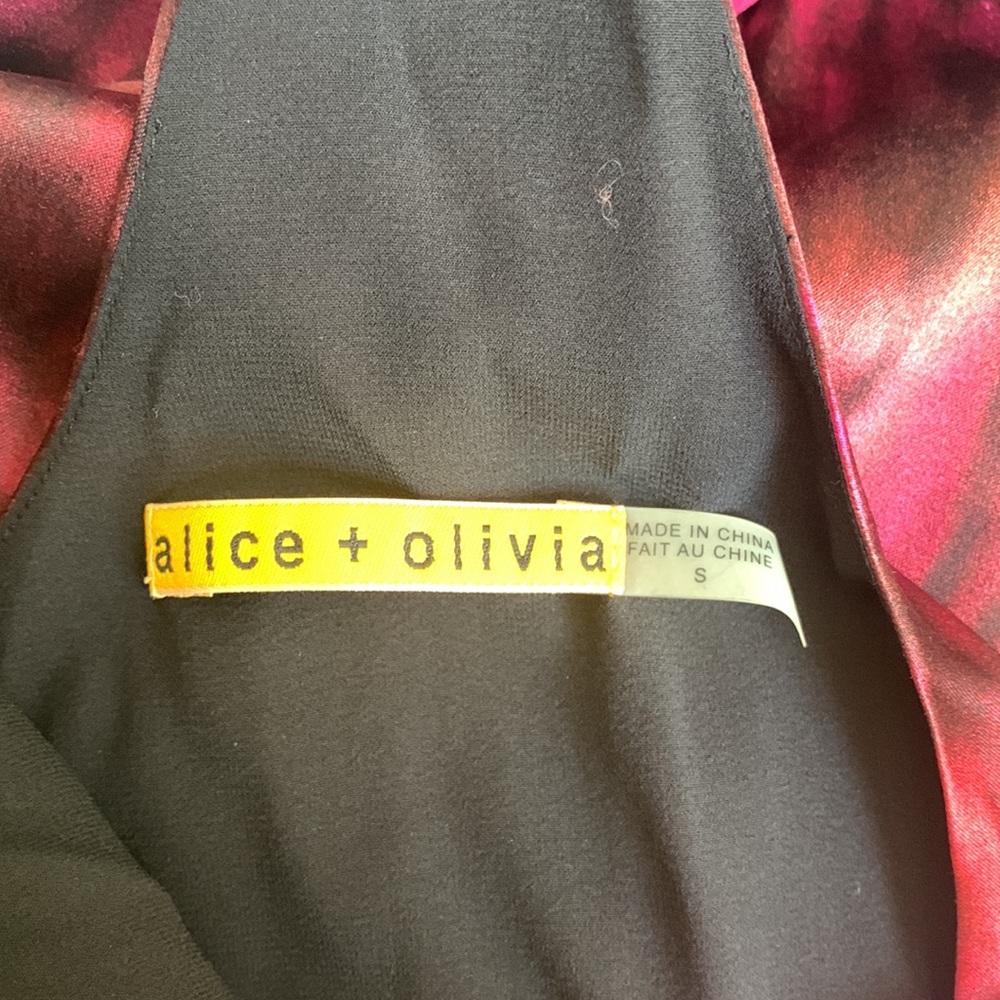 alice + olivia
MADE IN CHINA
FAIT AU CHINE
S